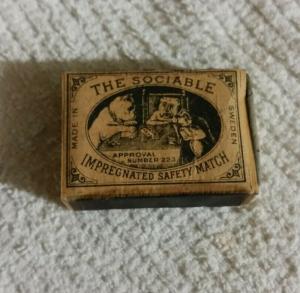 THE SOCIABLE
MADE IN
SWEDEN
APPROVAL
NUMBER 223
IMPREGNATED SAFETY MATCH